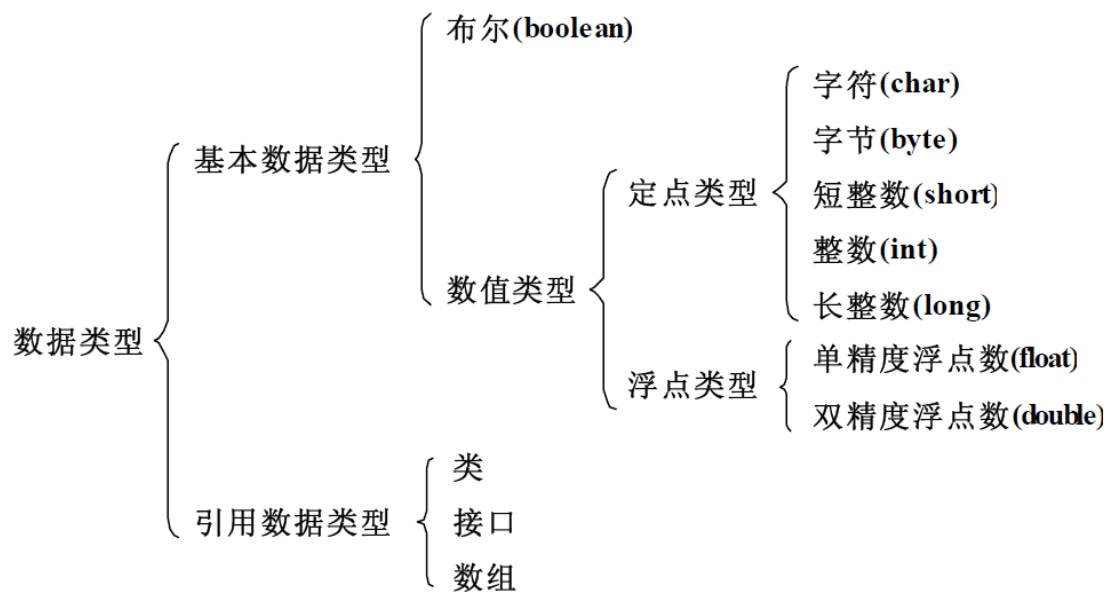 布尔(boolean)
字符(char)
字节(byte)
基本数据类型
定点类型
短整数(short)
整数(int)
数值类型
长整数(long)
数据类型
单精度浮点数(float)
浮点类型
双精度浮点数(double)
类
引用数据类型
接口
数组